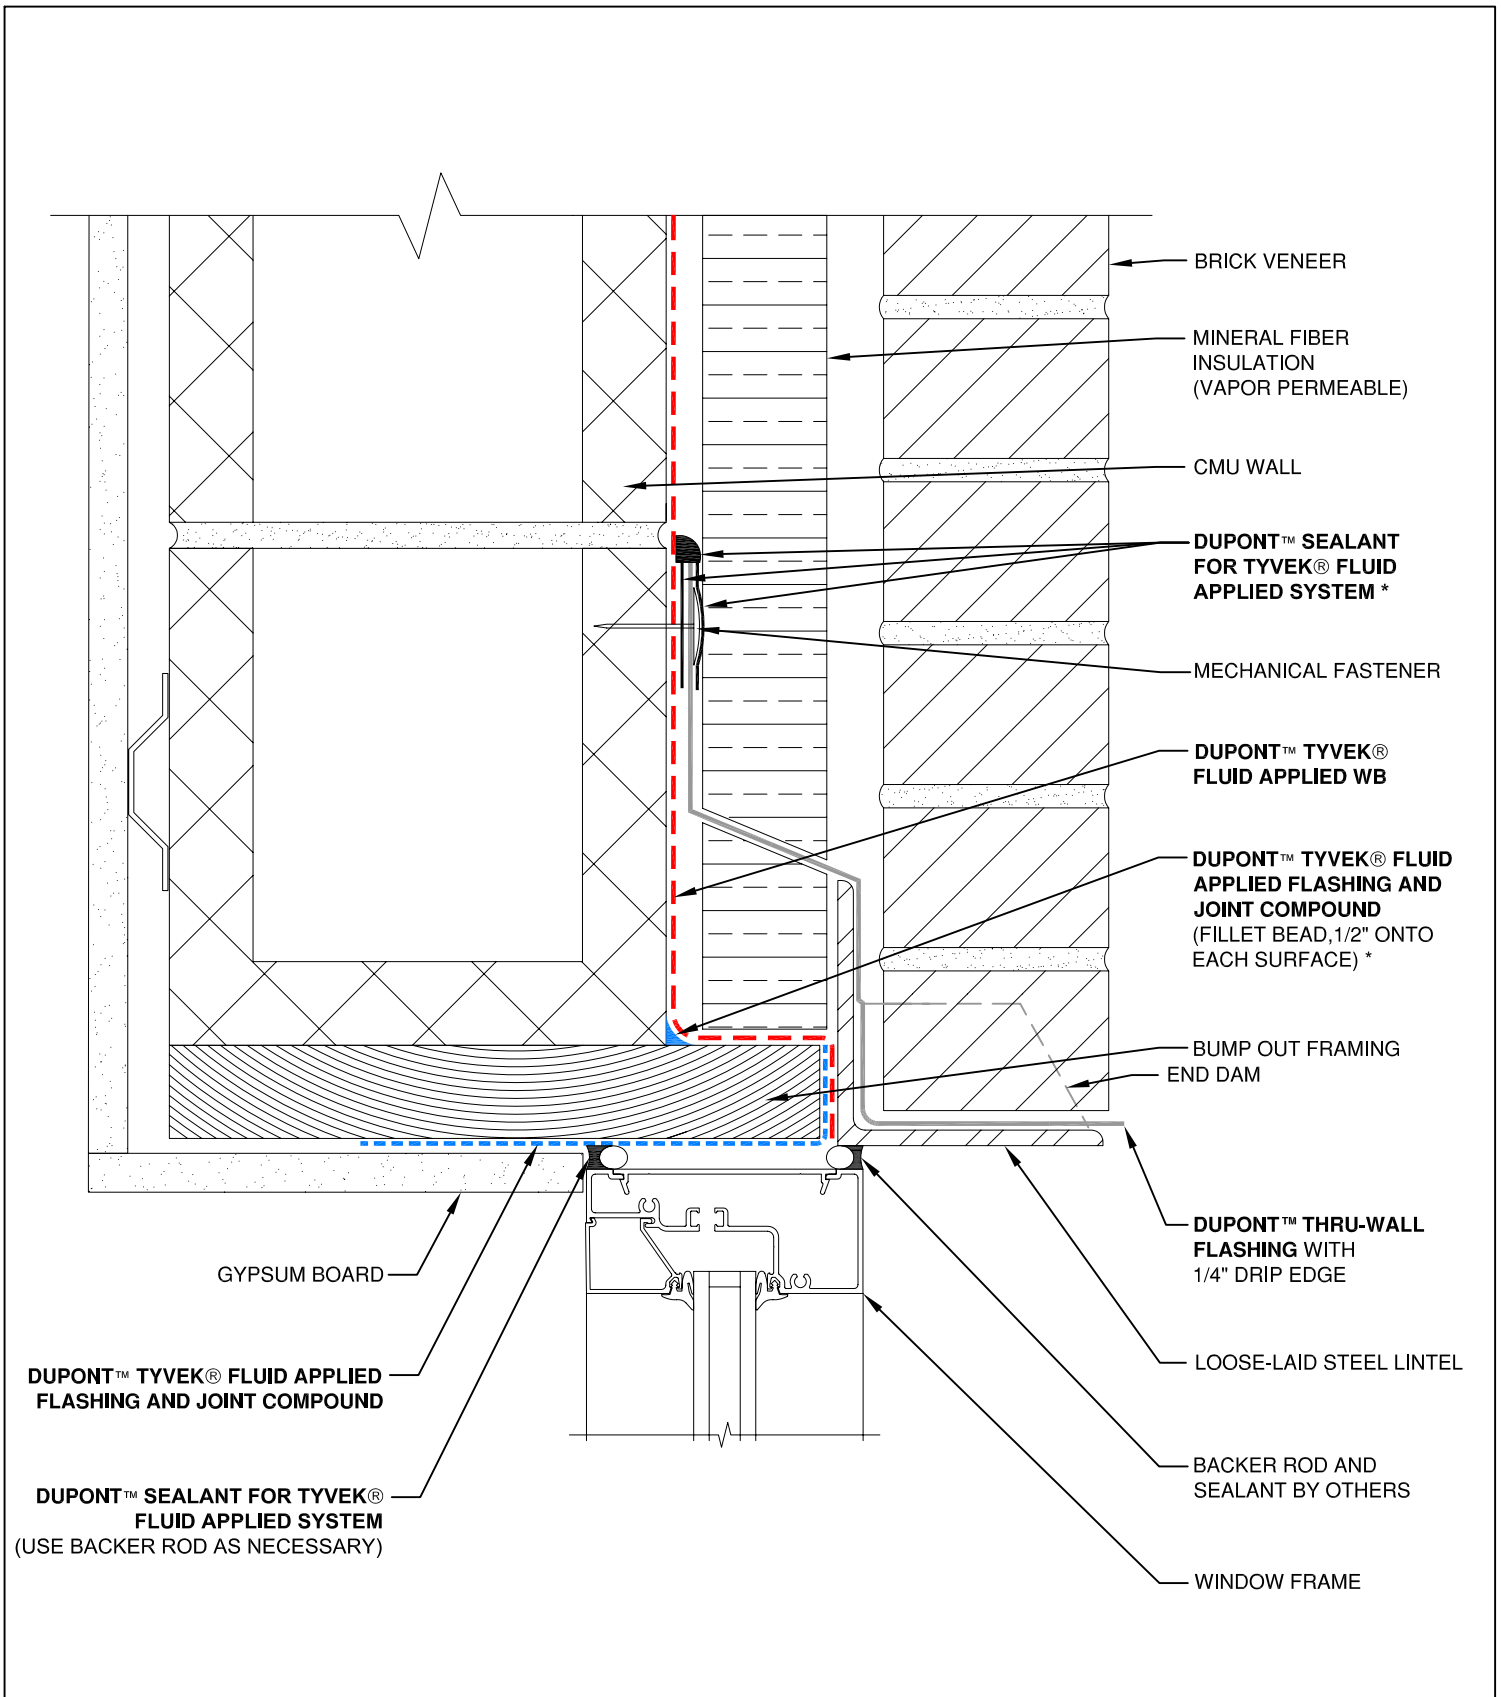 BRICK VENEER
MINERAL FIBER
INSULATION
(VAPOR PERMEABLE)
CMU WALL
DUPONT™ SEALANT
FOR TYVEK® FLUID
APPLIED SYSTEM *
MECHANICAL FASTENER
DUPONT™ TYVEK®
FLUID APPLIED WB
DUPONT™ TYVEK® FLUID
APPLIED FLASHING AND
JOINT COMPOUND
(FILLET BEAD,1/2" ONTO
EACH SURFACE) *
BUMP OUT FRAMING
END DAM
DUPONT™ THRU-WALL
FLASHING WITH
1/4" DRIP EDGE
LOOSE-LAID STEEL LINTEL
BACKER ROD AND
SEALANT BY OTHERS
WINDOW FRAME
GYPSUM BOARD
DUPONT™ TYVEK® FLUID APPLIED
FLASHING AND JOINT COMPOUND
DUPONT™ SEALANT FOR TYVEK®
FLUID APPLIED SYSTEM
(USE BACKER ROD AS NECESSARY)